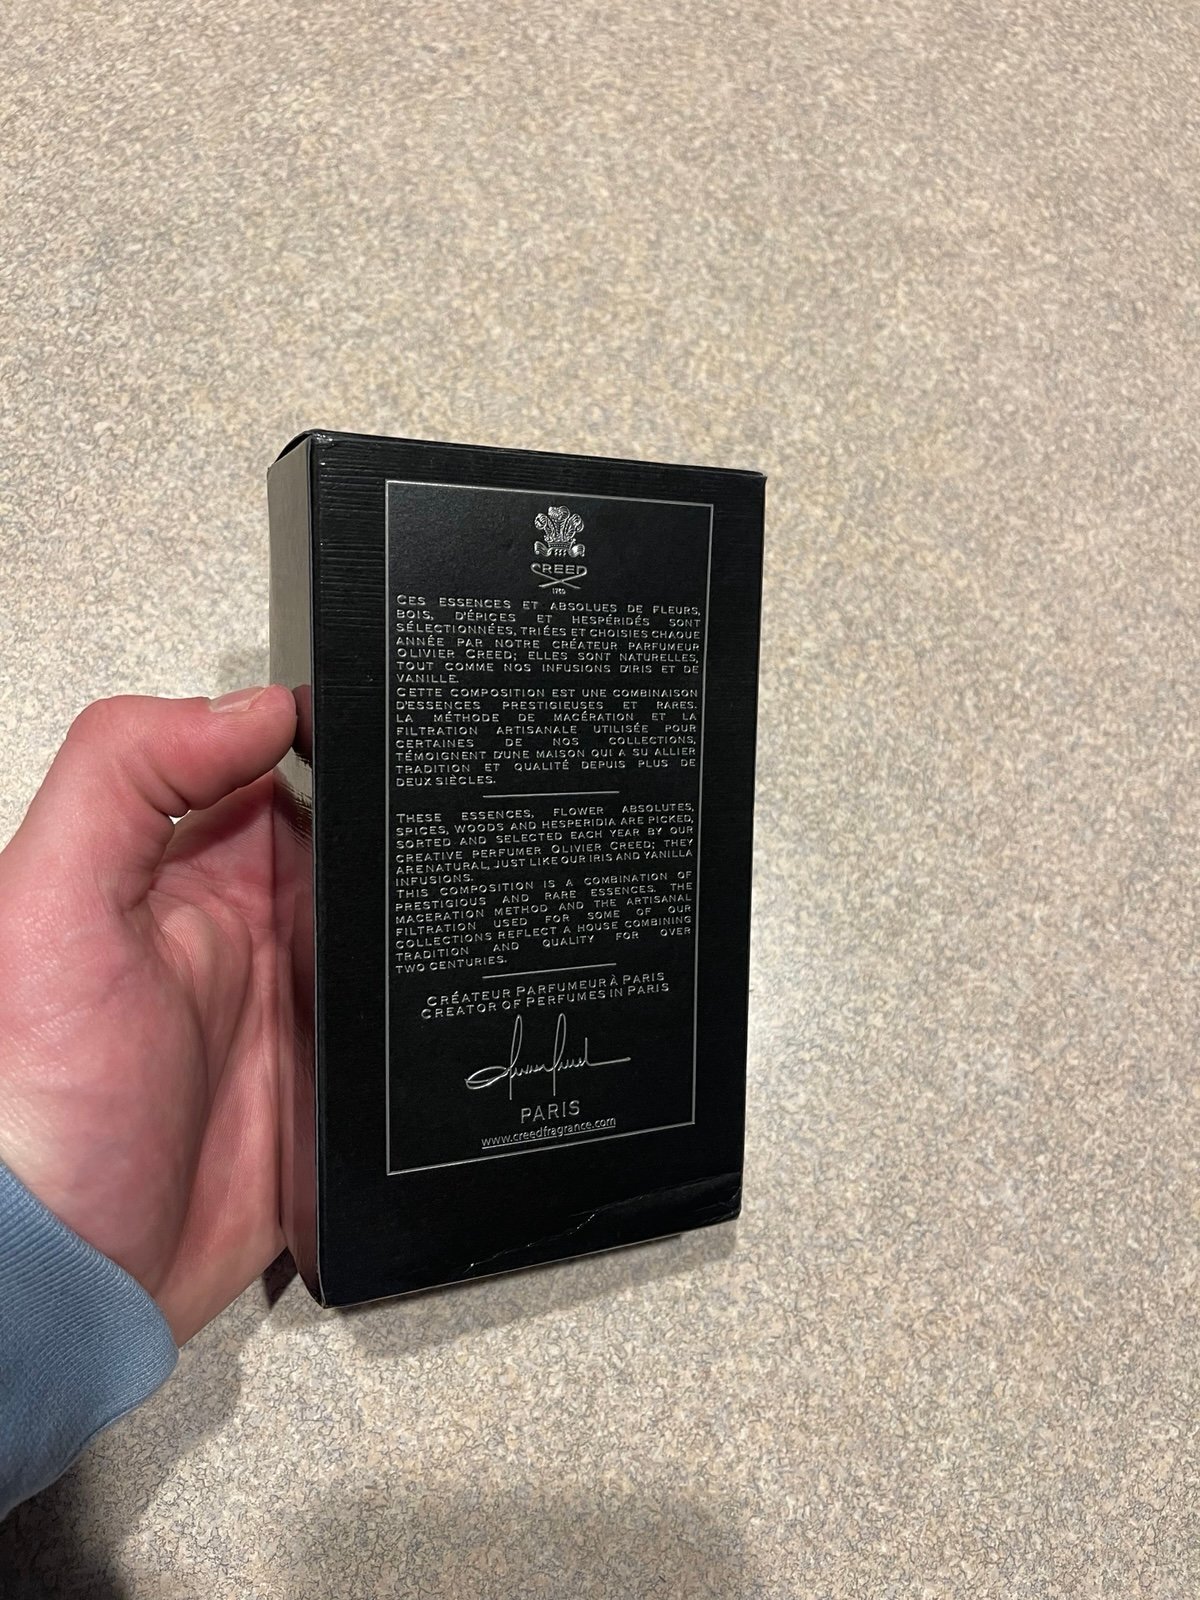 CREED
1760
CES ESSENCES ET ABSOLUES DE FLEURS,
BOIS, D'ÉPICES ET HESPÉRIDÉS SONT
SÉLECTIONNÉES, TRIÉES ET CHOISIES CHAQUE
ANNÉE PAR NOTRE CRÉATEUR PARFUMEUR
OLIVIER CREED; ELLES SONT NATURELLES,
TOUT COMME NOS INFUSIONS D'IRIS ET DE
VANILLE.
CETTE COMPOSITION EST UNE COMBINAISON
D'ESSENCES PRESTIGIEUSES ET RARES.
LA MÉTHODE DE MACÉRATION ET LA
FILTRATION ARTISANALE UTILISÉE POUR
CERTAINES DE NOS COLLECTIONS,
TÉMOIGNENT D'UNE MAISON QUI A SU ALLIER
TRADITION ET QUALITÉ DEPUIS PLUS DE
DEUX SIÈCLES.
THESE ESSENCES, FLOWER ABSOLUTES,
SPICES, WOODS AND HESPERIDIA ARE PICKED,
SORTED AND SELECTED EACH YEAR BY OUR
CREATIVE PERFUMER OLIVIER CREED; THEY
ARENATURAL, JUST LIKE OUR IRIS AND VANILLA
INFUSIONS.
THIS COMPOSITION IS A COMBINATION OF
PRESTIGIOUS AND RARE ESSENCES. THE
MACERATION METHOD AND THE ARTISANAL
FILTRATION USED FOR SOME OF OUR
COLLECTIONS REFLECT A HOUSE COMBINING
TRADITION AND QUALITY FOR OVER
TWO CENTURIES.
CRÉATEUR PARFUMEUR À PARIS
CREATOR OF PERFUMES IN PARIS
PARIS
www.creedfragrance.com